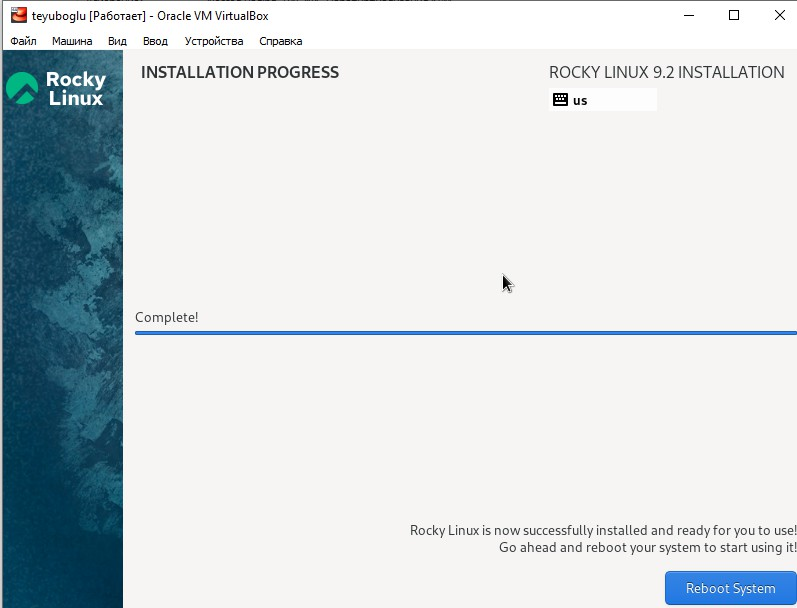 teyuboglu [Работает] - Oracle VM VirtualBox
Файл Машина Вид Ввод Устройства Справка
Rocky
Linux
INSTALLATION PROGRESS
ROCKY LINUX 9.2 INSTALLATION
us
Complete!
Rocky Linux is now successfully installed and ready for you to use!
Go ahead and reboot your system to start using it!
Reboot System